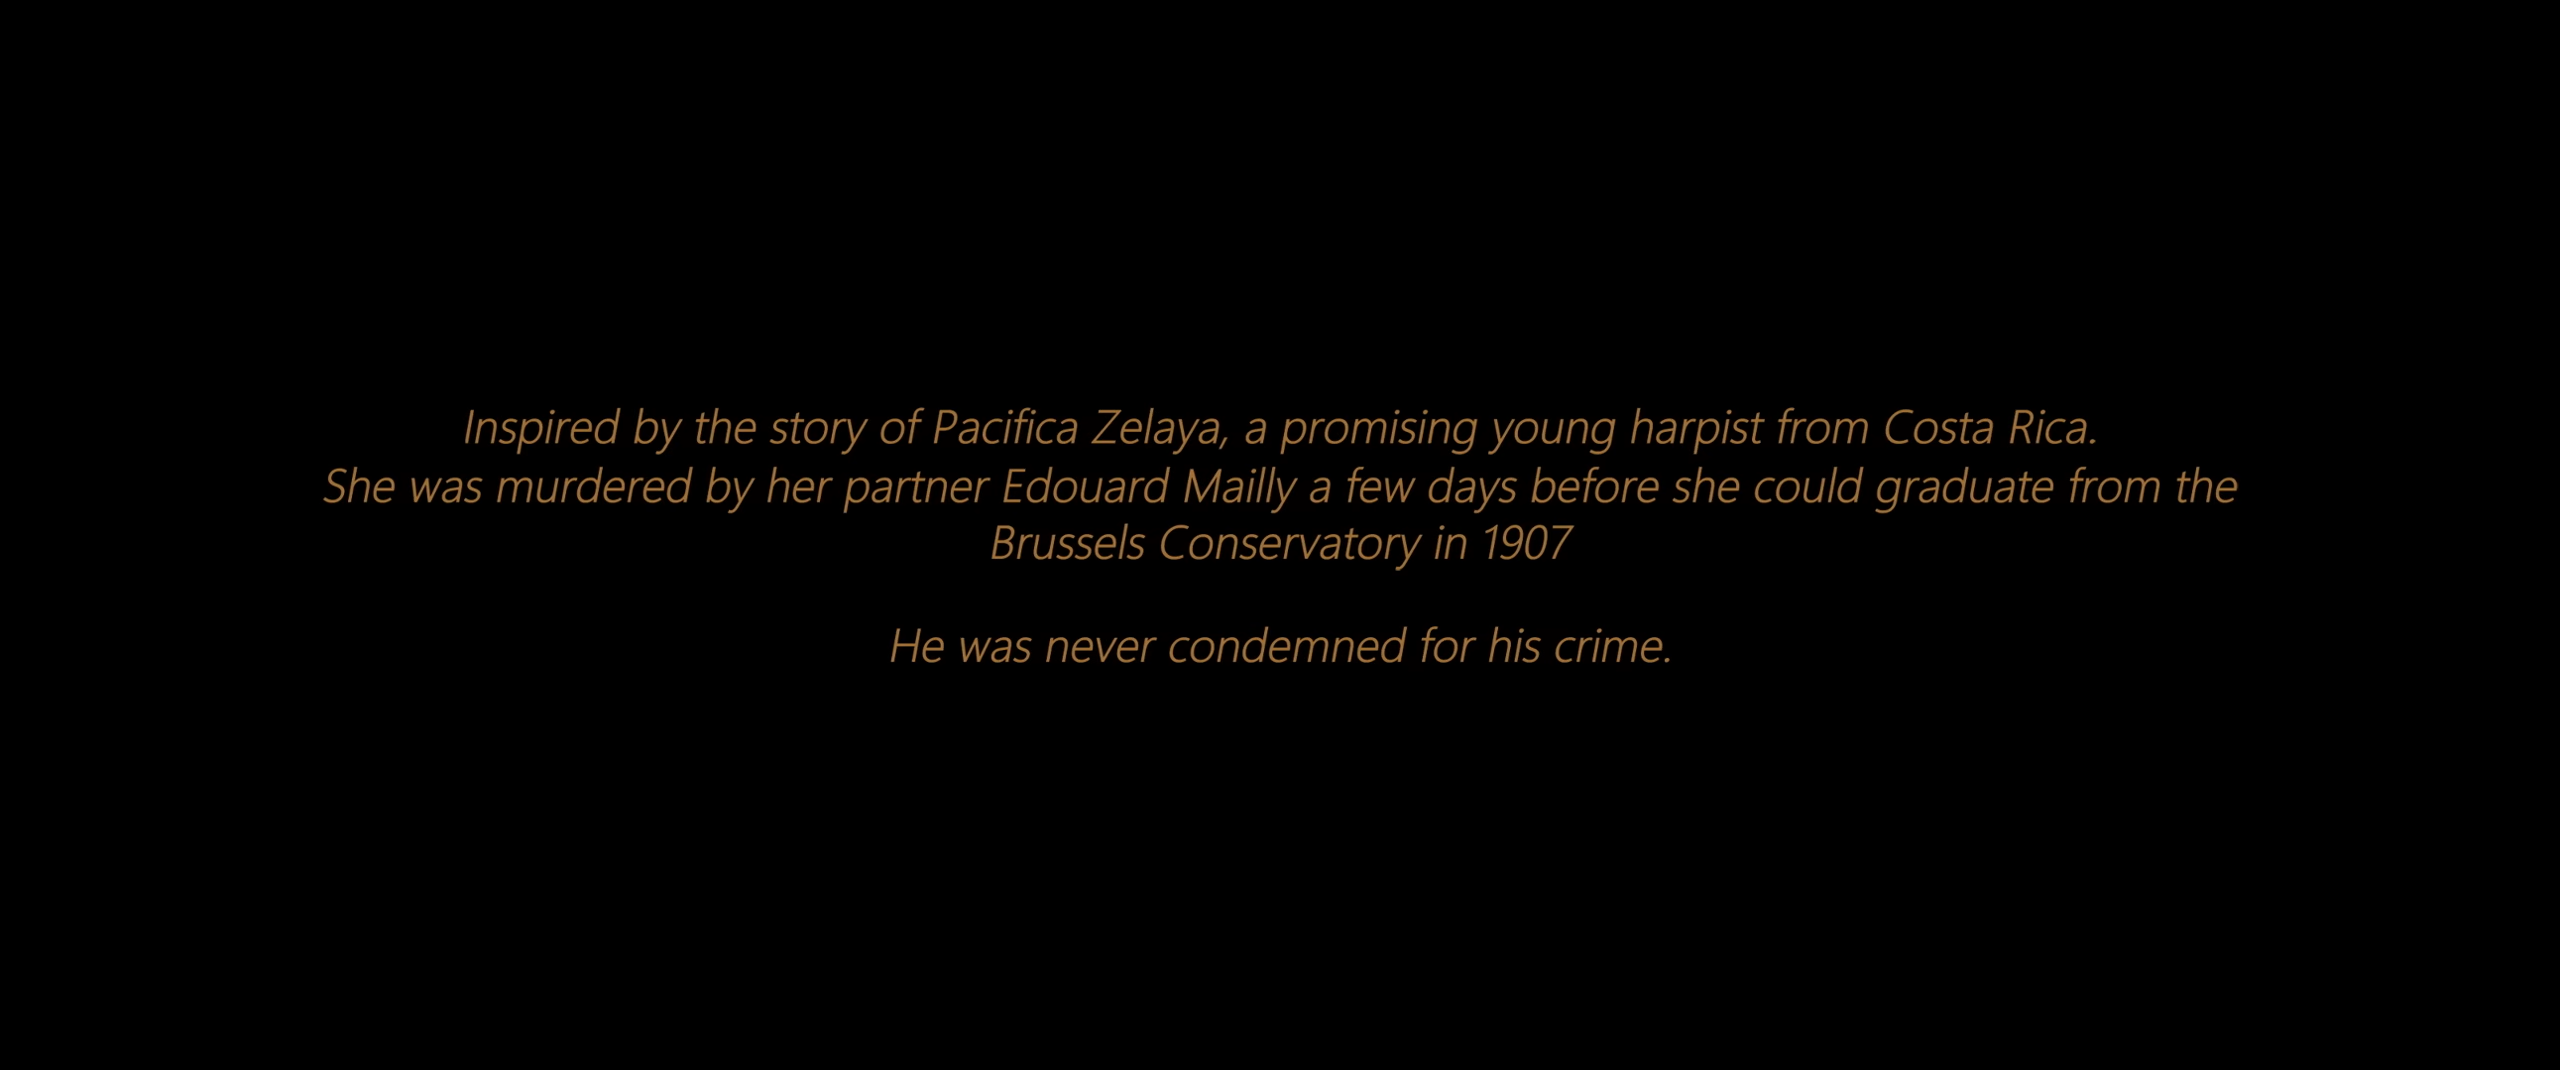 Inspired by the story of Pacifica Zelaya, a promising young harpist from Costa Rica.
She was murdered by her partner Edouard Mailly a few days before she could graduate from the
Brussels Conservatory in 1907
He was never condemned for his crime.